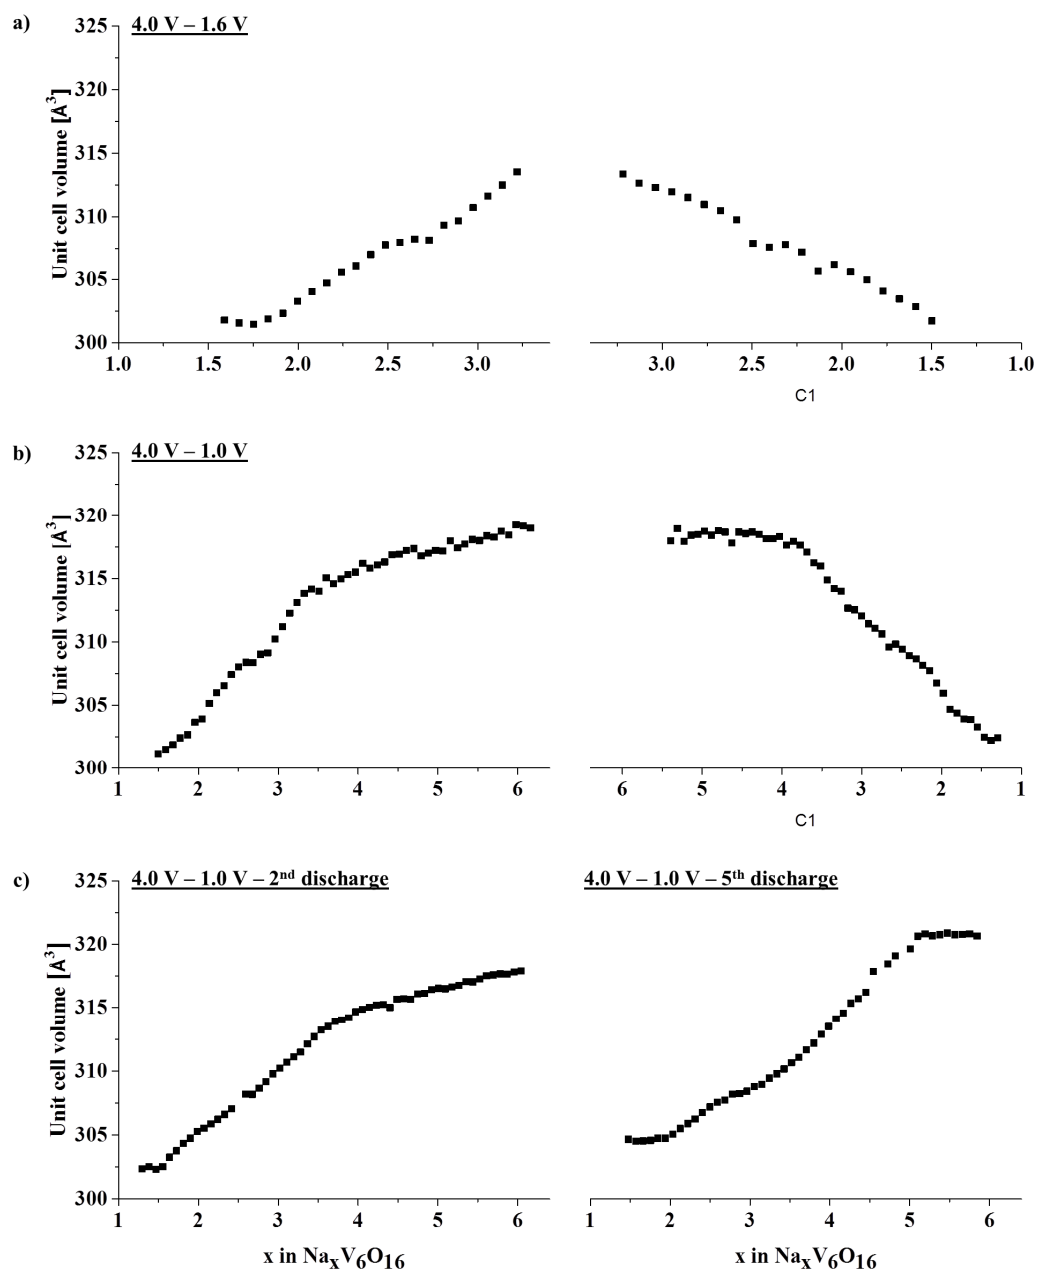 a)
4.0 V – 1.6 V
Unit cell volume [Å³]
325
320
315
310
305
300
1.0 1.5 2.0 2.5 3.0
3.0 2.5 2.0 1.5 1.0
C1
b)
4.0 V – 1.0 V
Unit cell volume [Å³]
325
320
315
310
305
300
1 2 3 4 5 6
6 5 4 3 2 1
C1
c)
4.0 V – 1.0 V – 2nd discharge
4.0 V – 1.0 V – 5th discharge
Unit cell volume [Å³]
325
320
315
310
305
300
1 2 3 4 5 6
1 2 3 4 5 6
x in NaxV6O16
x in NaxV6O16